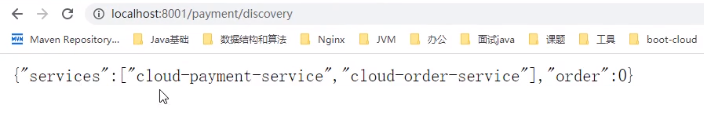 localhost:8001/payment/discovery
Maven Repository... Java基础 数据结构和算法 Nginx JVM 办公 面试java 课题 工具 boot-cloud
{"services":["cloud-payment-service","cloud-order-service"],"order":0}